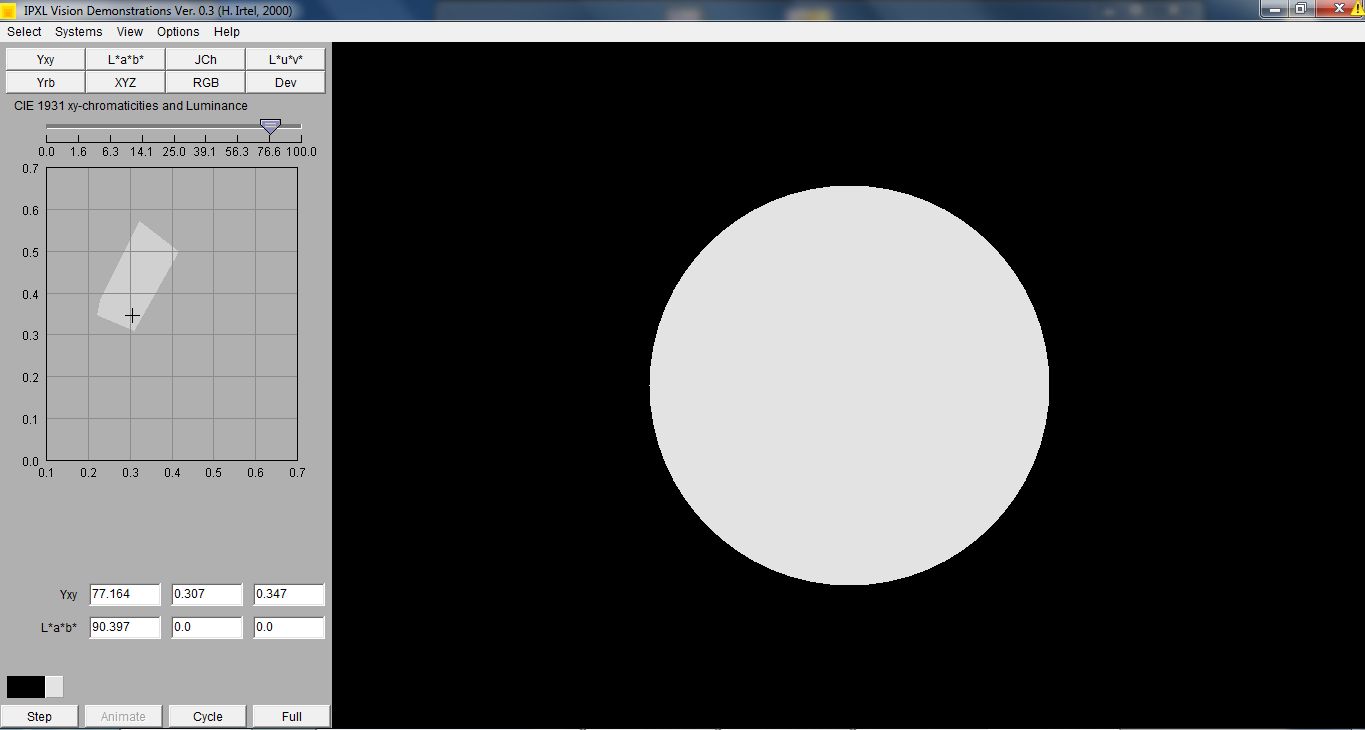 IPXL Vision Demonstrations Ver. 0.3 (H. Irtel, 2000)
Select Systems View Options Help
Yxy L*a*b* JCh L*u*v*
Yrb XYZ RGB Dev
CIE 1931 xy-chromaticities and Luminance
0.0 1.6 6.3 14.1 25.0 39.1 56.3 76.6 100.0
0.7
0.6
0.5
0.4
0.3
0.2
0.1
0.0
0.1 0.2 0.3 0.4 0.5 0.6 0.7
Yxy 77.164 0.307 0.347
L*a*b* 90.397 0.0 0.0
Step Animate Cycle Full